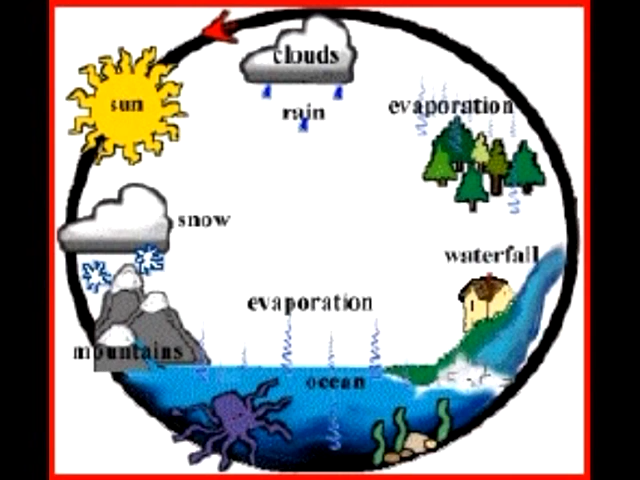 clouds
sun
rain
evaporation
snow
waterfall
evaporation
mountains
ocean